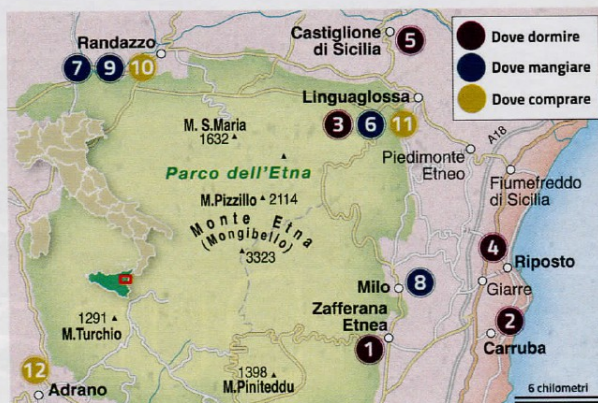 Randazzo
7 9 10
Castiglione
di Sicilia
5
Dove dormire
Dove mangiare
Dove comprare
Linguaglossa
3 6 11
M. S.Maria
1632
A18
Piedimonte
Etneo
Parco dell'Etna
Fiumefreddo
di Sicilia
M.Pizzillo 2114
Monte Etna
(Mongibello)
3323
4
Riposto
Giarre
Milo
8
1291
M.Turchio
Zafferana
Etnea
1
2
Carruba
12
Adrano
1398
M.Piniteddu
6 chilometri